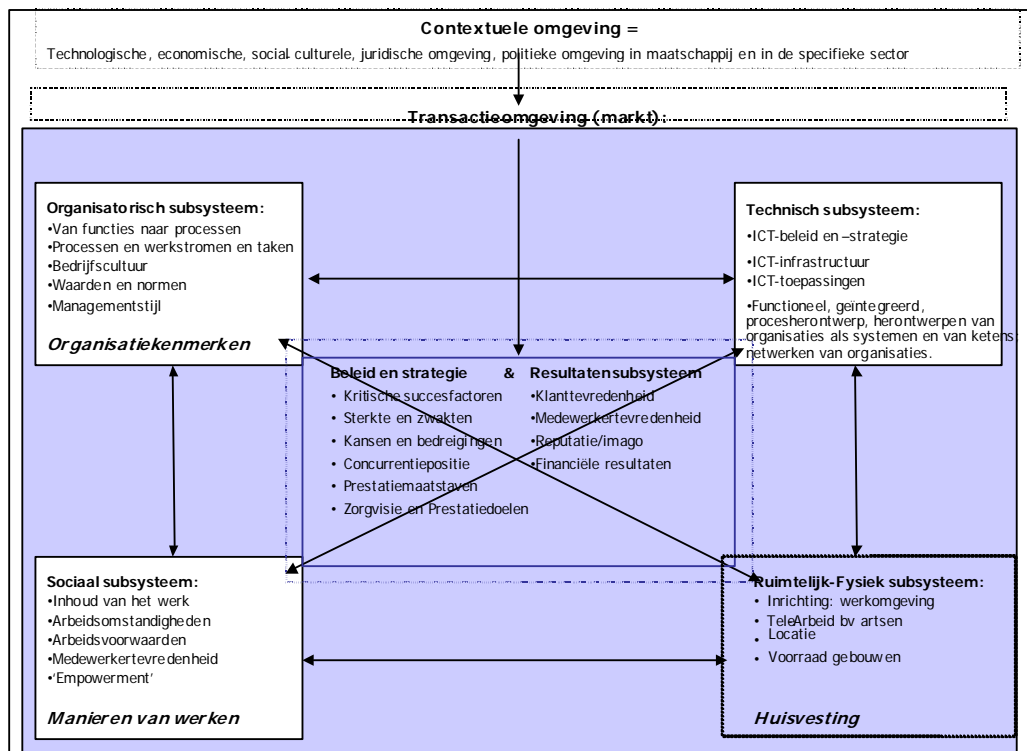 Contextuele omgeving =
Technologische, economische, social-culturele, juridische omgeving, politieke omgeving in maatschappij en in de specifieke sector
Transactieomgeving (markt):
Organisatorisch subsysteem:
•Van functies naar processen
•Processen en werkstromen en taken
•Bedrijfscultuur
•Waarden en normen
•Managementstijl
Organisatiekenmerken
Technisch subsysteem:
•ICT-beleid en –strategie
•ICT-infrastructuur
•ICT-toepassingen
•Functioneel, geïntegreerd,
procesherontwerp, herontwerpen van
organisaties als systemen en van ketens:
netwerken van organisaties.
Beleid en strategie & Resultatensubsysteem
• Kritische succesfactoren
• Sterkte en zwakten
• Kansen en bedreigingen
• Concurrentiepositie
• Prestatiemaatstaven
• Zorgvisie en Prestatiedoelen
•Klanttevredenheid
•Medewerkertevredenheid
•Reputatie/imago
•Financiële resultaten
Sociaal subsysteem:
•Inhoud van het werk
•Arbeidsomstandigheden
•Arbeidsvoorwaarden
•Medewerkertevredenheid
•‘Empowerment’
Manieren van werken
Ruimtelijk-Fysiek subsysteem:
• Inrichting: werkomgeving
• TeleArbeid bv artsen
• Locatie
• Voorraad gebouwen
Huisvesting